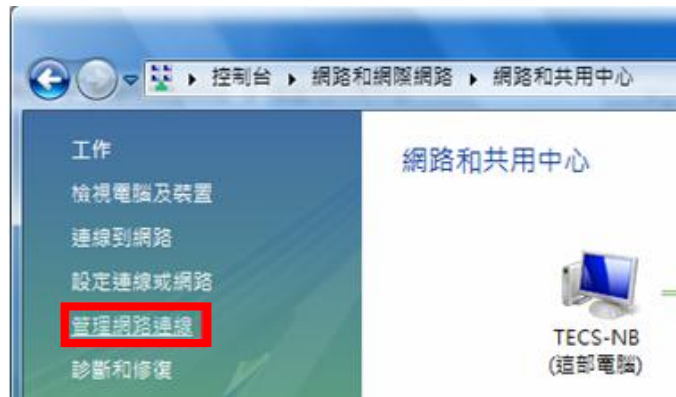 控制台 ▸ 網路和網際網路 ▸ 網路和共用中心
工作
檢視電腦及裝置
連線到網路
設定連線或網路
管理網路連線
診斷和修復
網路和共用中心
TECS-NB
(這部電腦)